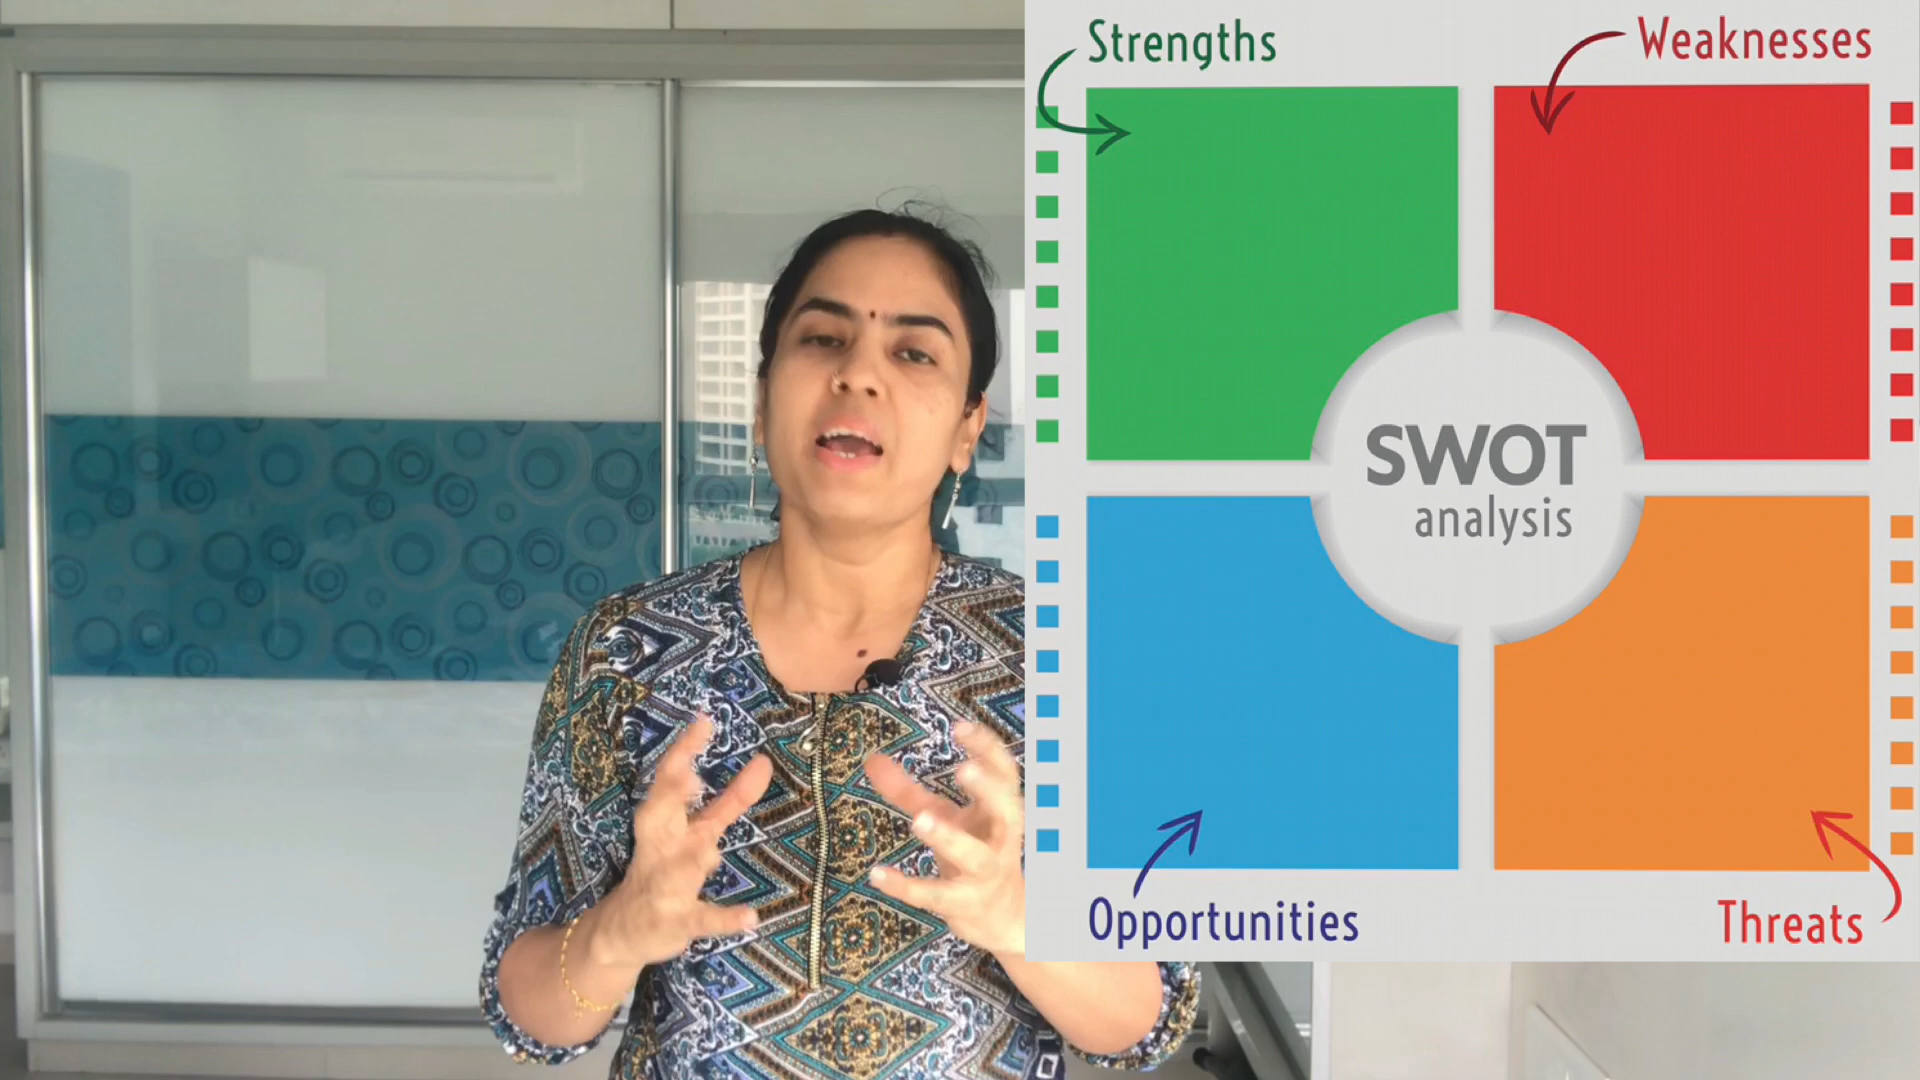 Strengths
Weaknesses
SWOT
analysis
Opportunities
Threats